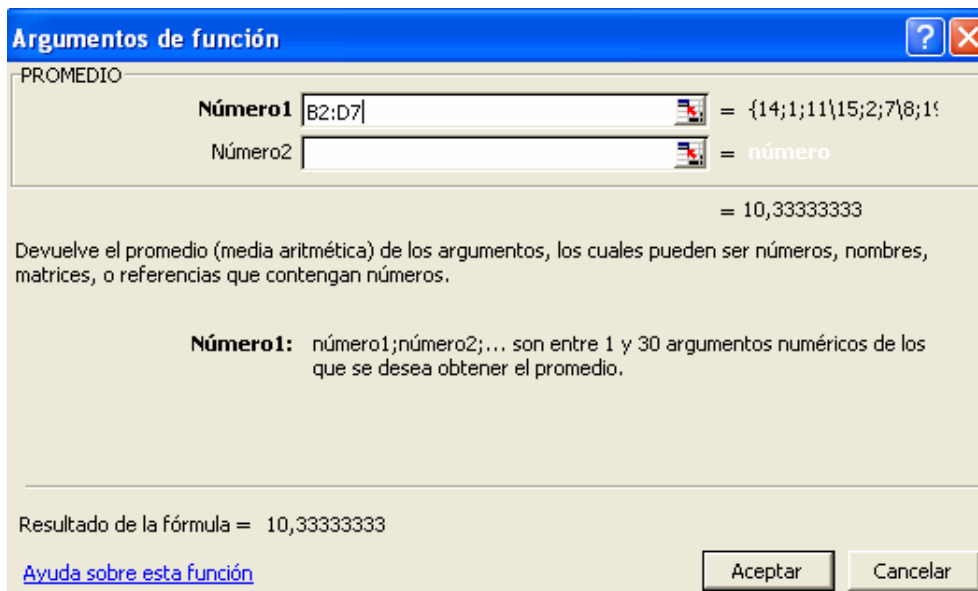 Argumentos de función
PROMEDIO
Número1 B2:D7 = {14;1;11\15;2;7\8;19
Número2 = número
= 10,33333333
Devuelve el promedio (media aritmética) de los argumentos, los cuales pueden ser números, nombres,
matrices, o referencias que contengan números.
Número1: número1;número2;... son entre 1 y 30 argumentos numéricos de los
que se desea obtener el promedio.
Resultado de la fórmula = 10,33333333
Ayuda sobre esta función Aceptar Cancelar